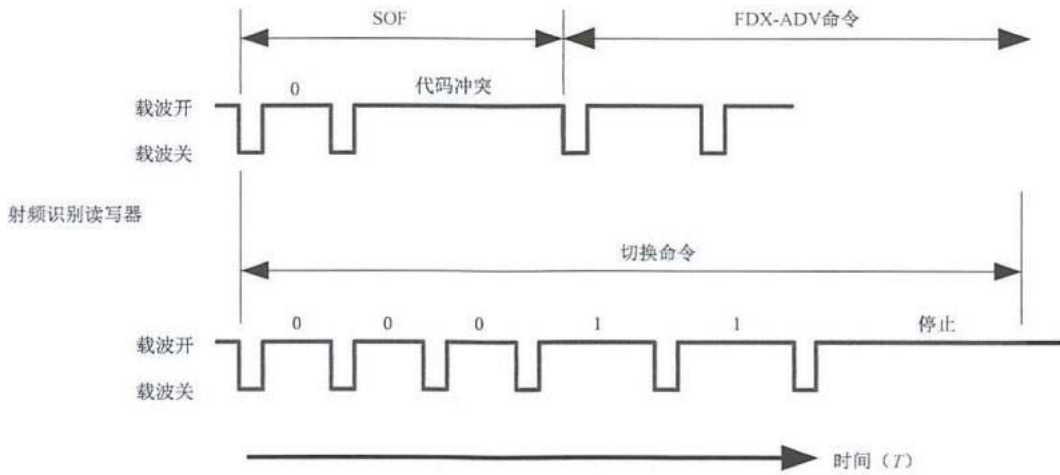 SOF
FDX-ADV命令
0
代码冲突
载波开
载波关
射频识别读写器
切换命令
0 0 0 1 1 停止
载波开
载波关
时间（T）